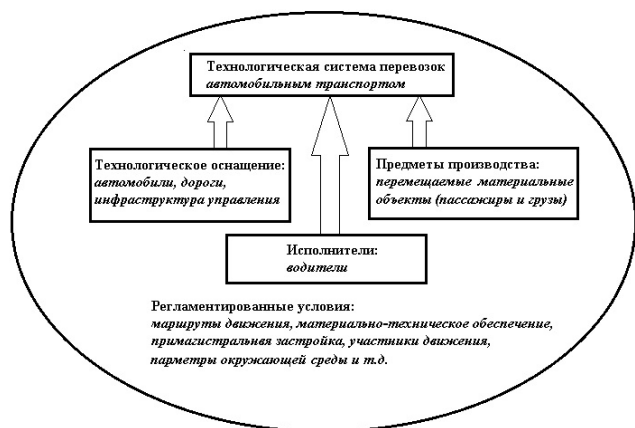 Технологическая система перевозок
автомобильным транспортом
Технологическое оснащение:
автомобили, дороги,
инфраструктура управления
Предметы производства:
перемещаемые материальные
объекты (пассажиры и грузы)
Исполнители:
водители
Регламентированные условия:
маршруты движения, материально-техническое обеспечение,
примагистральная застройка, участники движения,
парметры окружающей среды и т.д.